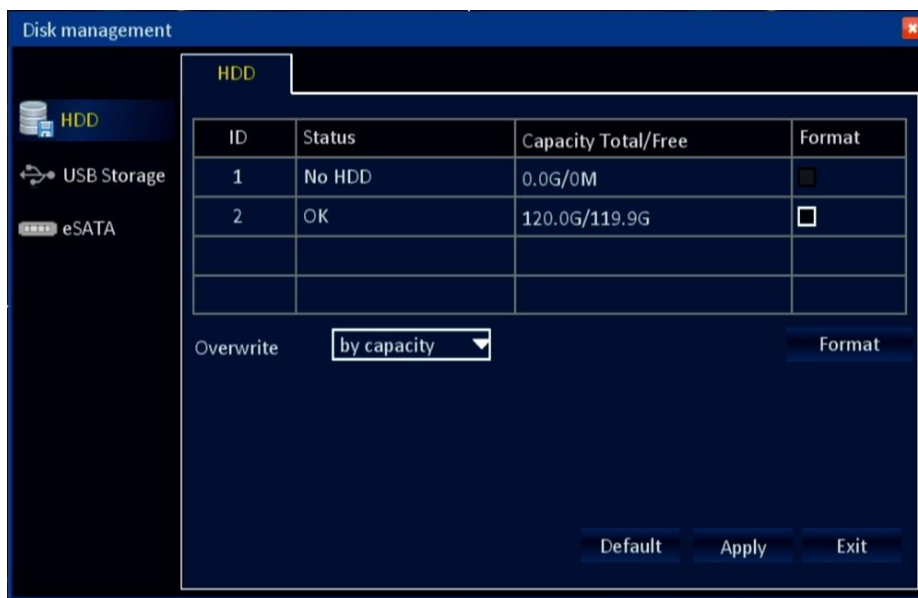 Disk management
HDD
HDD
USB Storage
eSATA
ID Status Capacity Total/Free Format
1 No HDD 0.0G/0M
2 OK 120.0G/119.9G
Overwrite by capacity Format
Default Apply Exit